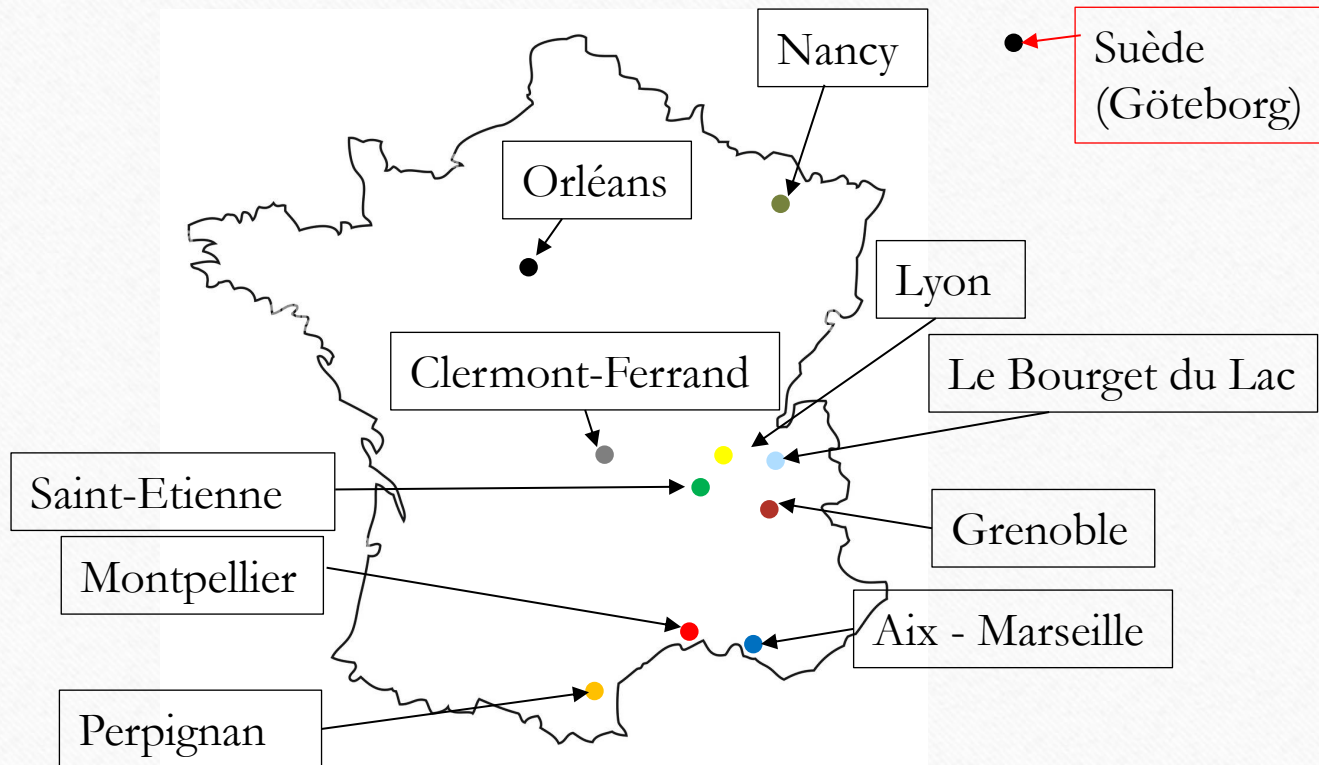 Nancy
Suède
(Göteborg)
Orléans
Lyon
Clermont-Ferrand
Le Bourget du Lac
Saint-Etienne
Grenoble
Montpellier
Aix - Marseille
Perpignan